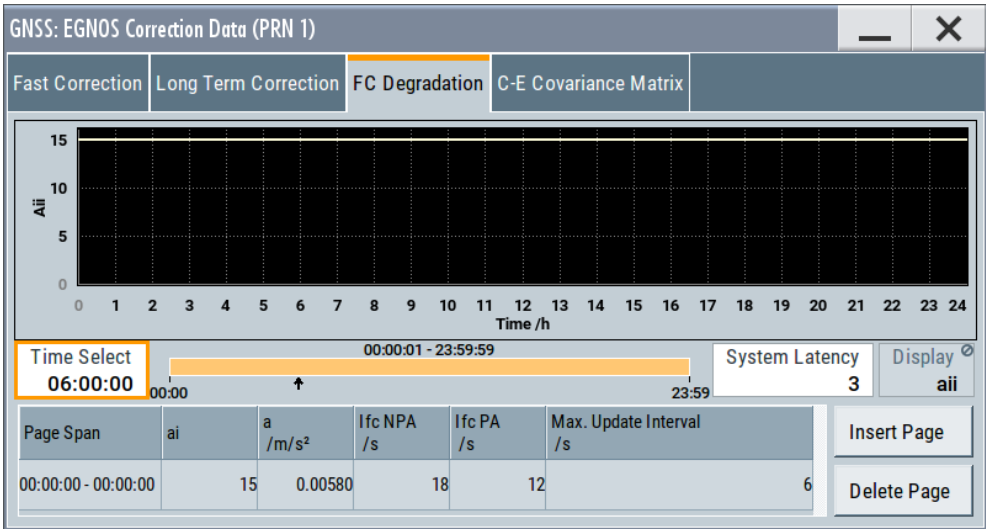 GNSS: EGNOS Correction Data (PRN 1)
Fast Correction Long Term Correction FC Degradation C-E Covariance Matrix
15
10
Aii
5
0
0 1 2 3 4 5 6 7 8 9 10 11 12 13 14 15 16 17 18 19 20 21 22 23 24
Time /h
Time Select
06:00:00
00:00:01 - 23:59:59
00:00 23:59
System Latency
3
Display
aii
Page Span ai a /m/s² Ifc NPA /s Ifc PA /s Max. Update Interval /s
00:00:00 - 00:00:00 15 0.00580 18 12 6
Insert Page
Delete Page